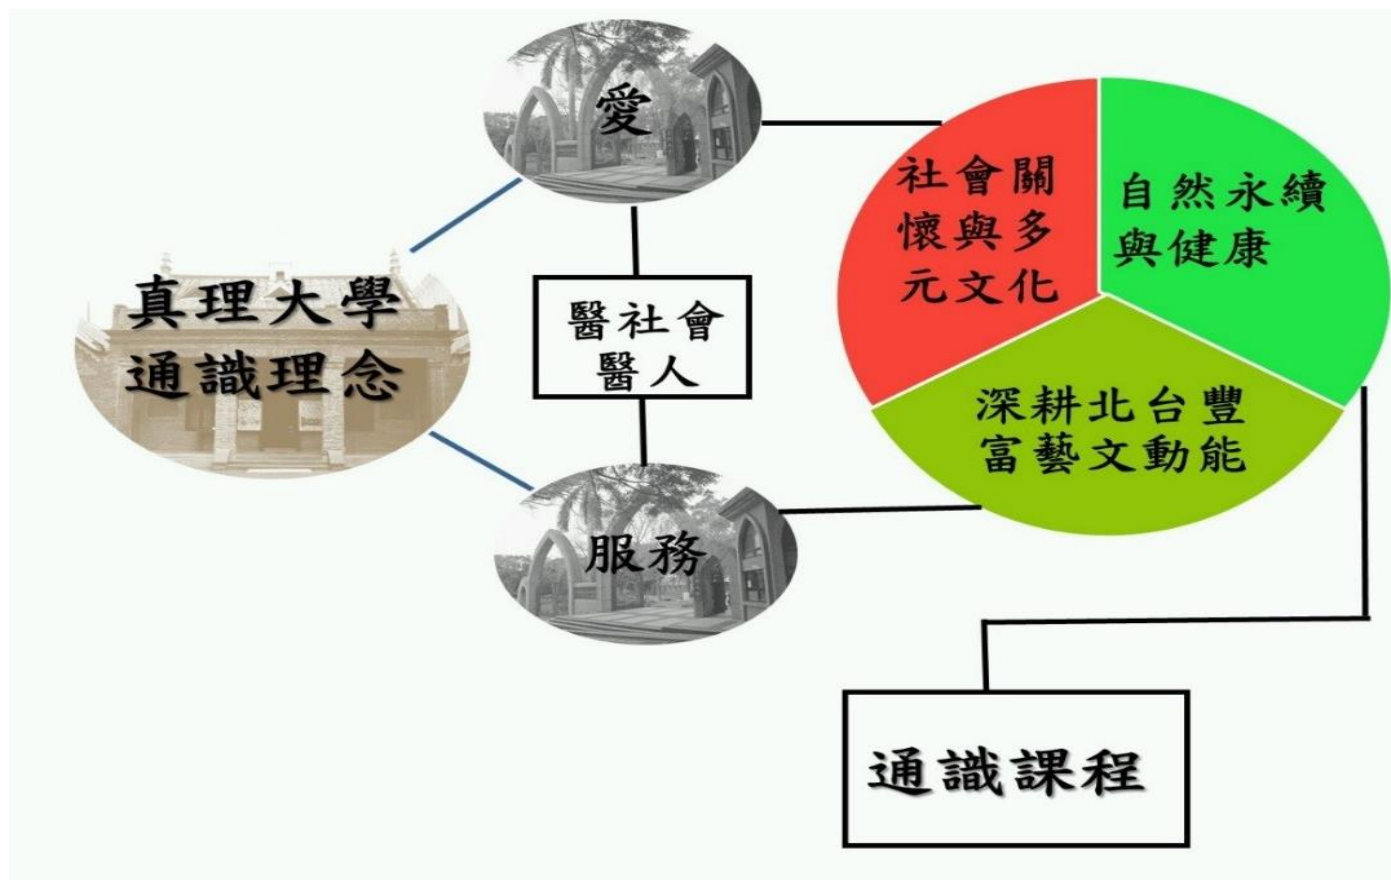 愛
真理大學
通識理念
醫社會
醫人
服務
社會關
懷與多
元文化
自然永續
與健康
深耕北台豐
富藝文動能
通識課程